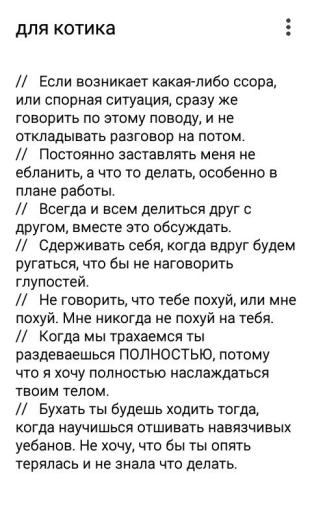 для котика
// Если возникает какая-либо ссора,
или спорная ситуация, сразу же
говорить по этому поводу, и не
откладывать разговор на потом.
// Постоянно заставлять меня не
ебланить, а что то делать, особенно в
плане работы.
// Всегда и всем делиться друг с
другом, вместе это обсуждать.
// Сдерживать себя, когда вдруг будем
ругаться, что бы не наговорить
глупостей.
// Не говорить, что тебе похуй, или мне
похуй. Мне никогда не похуй на тебя.
// Когда мы трахаемся ты
раздеваешься ПОЛНОСТЬЮ, потому
что я хочу полностью наслаждаться
твоим телом.
// Бухать ты будешь ходить тогда,
когда научишься отшивать навязчивых
уебанов. Не хочу, что бы ты опять
терялась и не знала что делать.